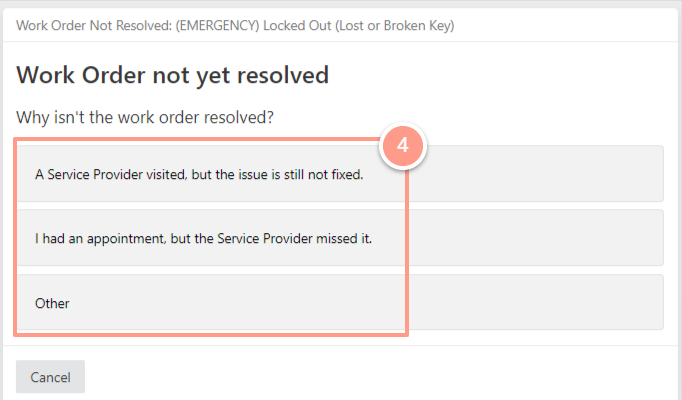 Work Order Not Resolved: (EMERGENCY) Locked Out (Lost or Broken Key)
Work Order not yet resolved
Why isn't the work order resolved?
4
A Service Provider visited, but the issue is still not fixed.
I had an appointment, but the Service Provider missed it.
Other
Cancel